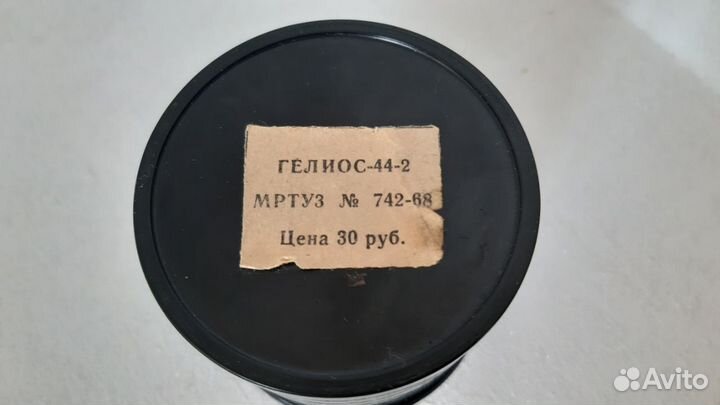 ГЕЛИОС-44-2
МРТУЗ № 742-68
Цена 30 руб.
Avito